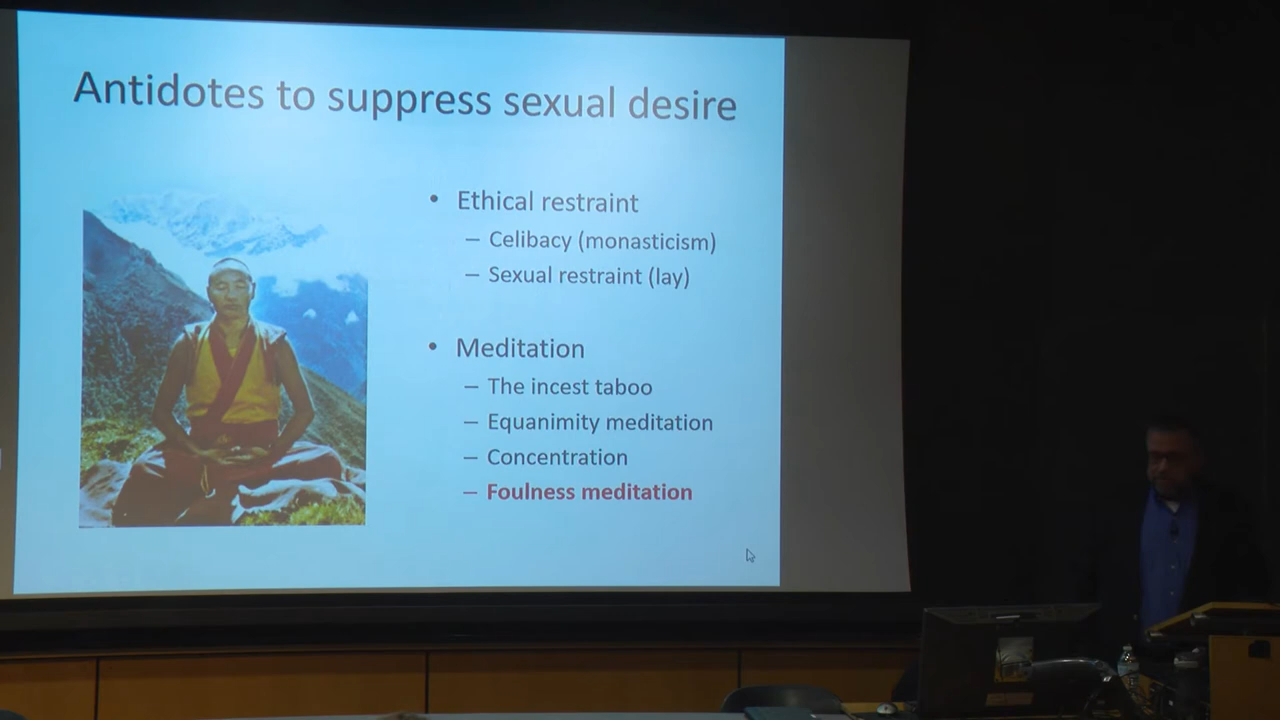 Antidotes to suppress sexual desire
• Ethical restraint
– Celibacy (monasticism)
– Sexual restraint (lay)
• Meditation
– The incest taboo
– Equanimity meditation
– Concentration
– Foulness meditation